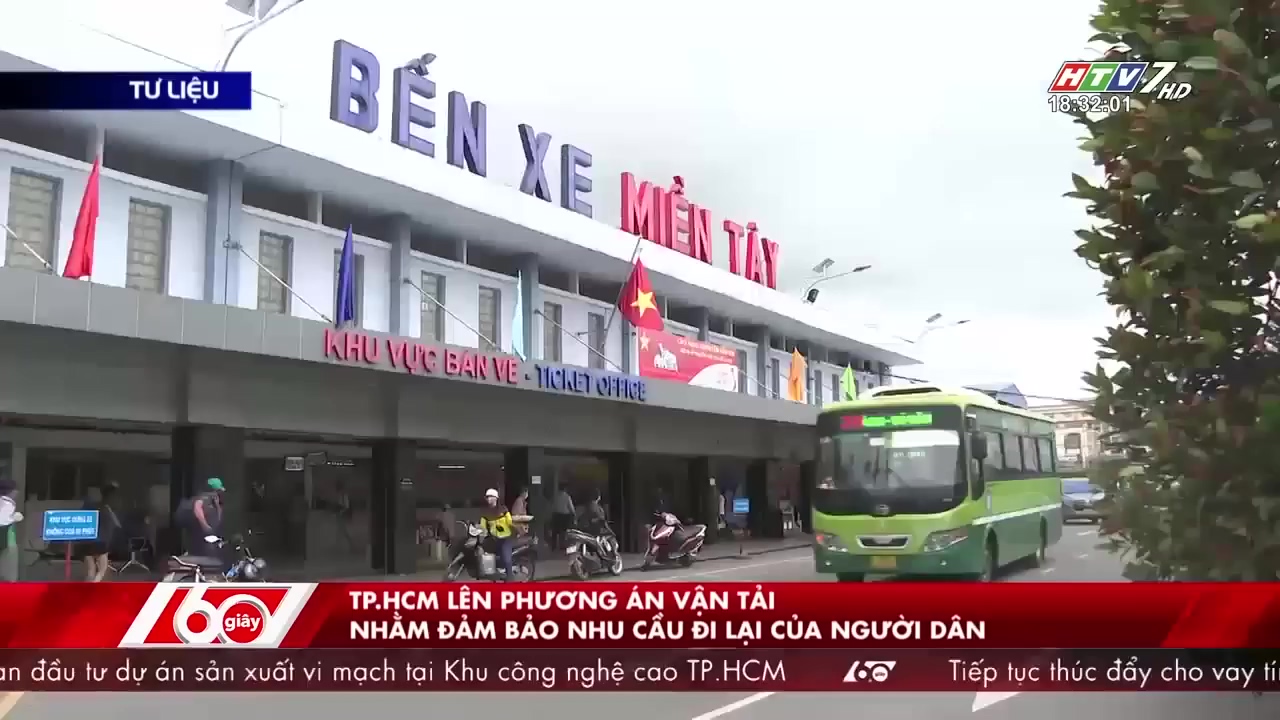 TƯ LIỆU
HTV7 HD
18:32:01
BẾN XE MIỀN TÂY
KHU VỰC BÁN VÉ - TICKET OFFICE
60 giây
TP.HCM LÊN PHƯƠNG ÁN VẬN TẢI
NHẰM ĐẢM BẢO NHU CẦU ĐI LẠI CỦA NGƯỜI DÂN
an đầu tư dự án sản xuất vi mạch tại Khu công nghệ cao TP.HCM 60 Tiếp tục thúc đẩy cho vay tín